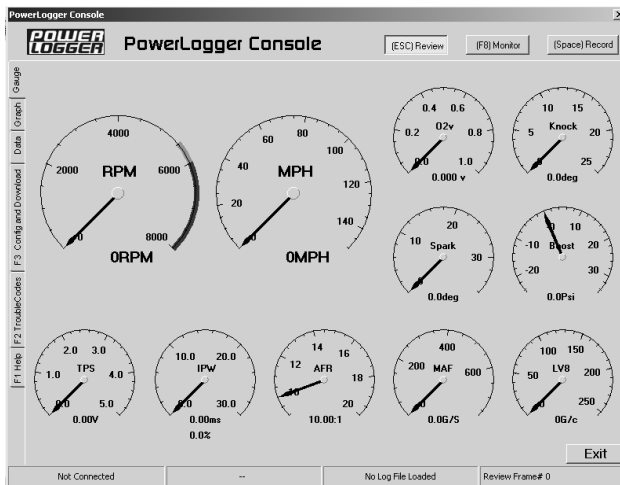 PowerLogger Console
POWER LOGGER
PowerLogger Console
(ESC) Review
(F8) Monitor
(Space) Record
Gauge
Graph
Data
F3 Config and Download
F2 TroubleCodes
F1 Help
0 2000 4000 6000 8000
RPM
0RPM
0 20 40 60 80 100 120 140
MPH
0MPH
0.0 0.2 0.4 0.6 0.8 1.0
O2v
0.000 v
0 5 10 15 20 25
Knock
0.0deg
0 10 20 30
Spark
0.0deg
-20 -10 0 10 20 30
Boost
0.0Psi
0.0 1.0 2.0 3.0 4.0 5.0
TPS
0.00V
0.0 10.0 20.0 30.0
IPW
0.00ms
0.0%
10 12 14 16 18 20
AFR
10.00:1
0 200 400 600
MAF
0.0G/S
0 50 100 150 200 250
LV8
0G/c
Exit
Not Connected
--
No Log File Loaded
Review Frame# 0